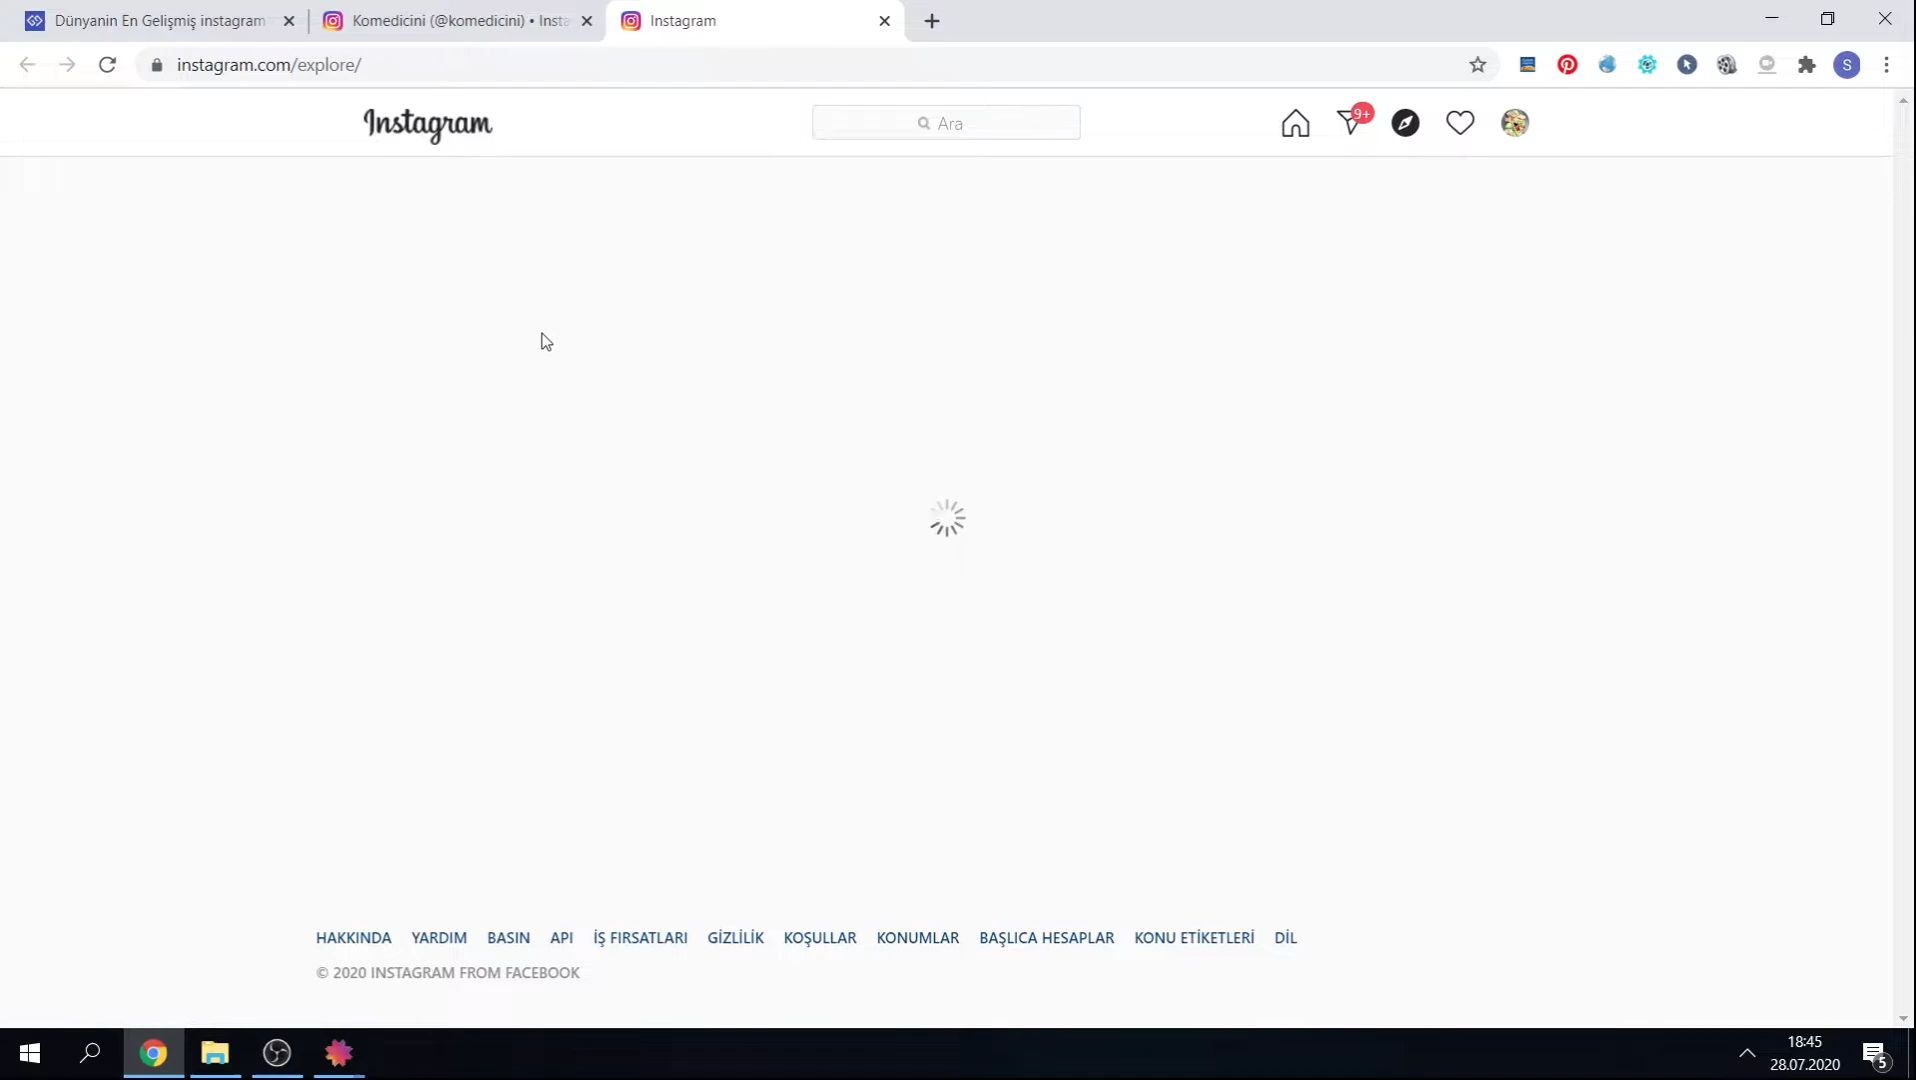 Dünyanin En Gelişmiş instagram
Komedicini (@komedicini) • Insta
Instagram
instagram.com/explore/
S
Instagram
Ara
9+
HAKKINDA YARDIM BASIN API İŞ FIRSATLARI GİZLİLİK KOŞULLAR KONUMLAR BAŞLICA HESAPLAR KONU ETİKETLERİ DİL
© 2020 INSTAGRAM FROM FACEBOOK
18:45
28.07.2020
5